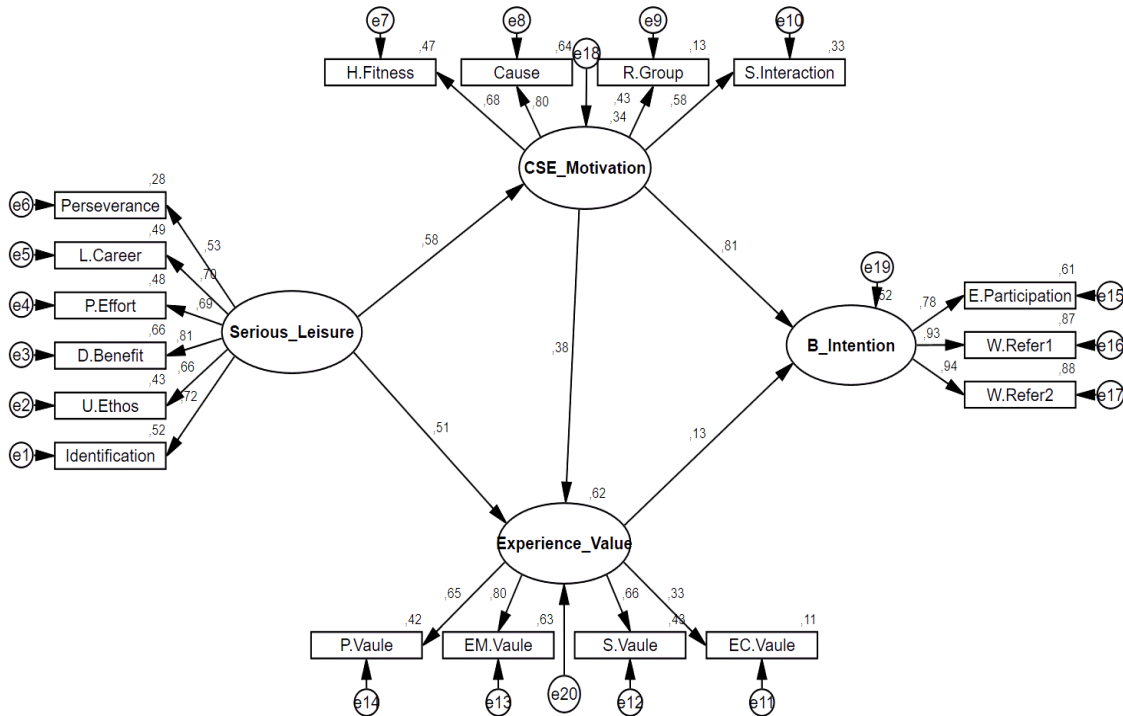 e7 e8 e9 e10
,47 ,64 e18 ,13 ,33
H.Fitness Cause R.Group S.Interaction
,68 ,80 ,43 ,58
,34
CSE_Motivation
,28
e6 Perseverance
,49 ,53
e5 L.Career
,48 ,70
e4 P.Effort ,69
,66 ,81
e3 D.Benefit
,43 ,66
e2 U.Ethos ,72
,52
e1 Identification
Serious_Leisure
,58
,81
,38
,51
,13
e19
B_Intention
,61
,78 E.Participation e15
,87
,93 W.Refer1 e16
,88
,94 W.Refer2 e17
,62
Experience_Value
,65 ,80 ,66 ,33
,42 ,63 ,43 ,11
P.Vaule EM.Vaule S.Vaule EC.Vaule
e14 e13 e20 e12 e11